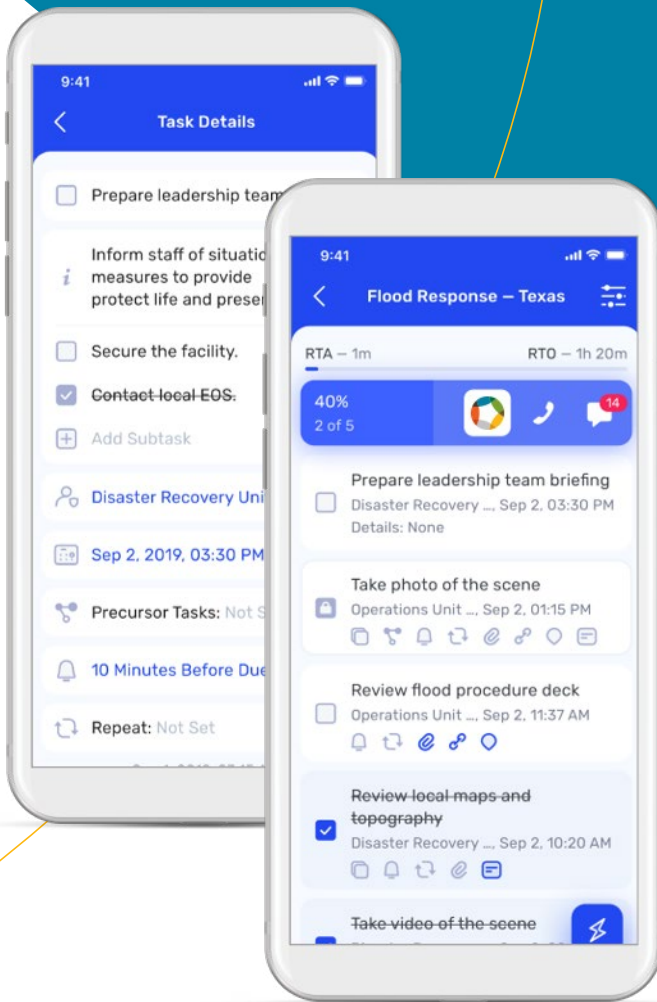 9:41
Task Details
Prepare leadership team
Inform staff of
measures to provide
protect life and
Secure the facility.
Contact local EOS.
Add Subtask
Disaster Recovery
Sep 2, 2019, 03:30 PM
Precursor Tasks: Not
10 Minutes Before Due
Repeat: Not Set
9:41
Flood Response – Texas
RTA – 1m
RTO – 1h 20m
40%
2 of 5
14
Prepare leadership team briefing
Disaster Recovery ..., Sep 2, 03:30 PM
Details: None
Take photo of the scene
Operations Unit ..., Sep 2, 01:15 PM
Review flood procedure deck
Operations Unit ..., Sep 2, 11:37 AM
Review local maps and
topography
Disaster Recovery ..., Sep 2, 10:20 AM
Take video of the scene